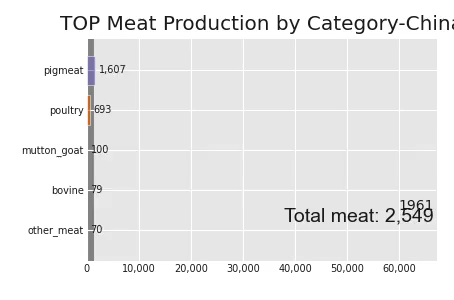 TOP Meat Production by Category-China
pigmeat 1,607
poultry 693
mutton_goat 100
bovine 79
1961
Total meat: 2,549
other_meat 70
0 10,000 20,000 30,000 40,000 50,000 60,000